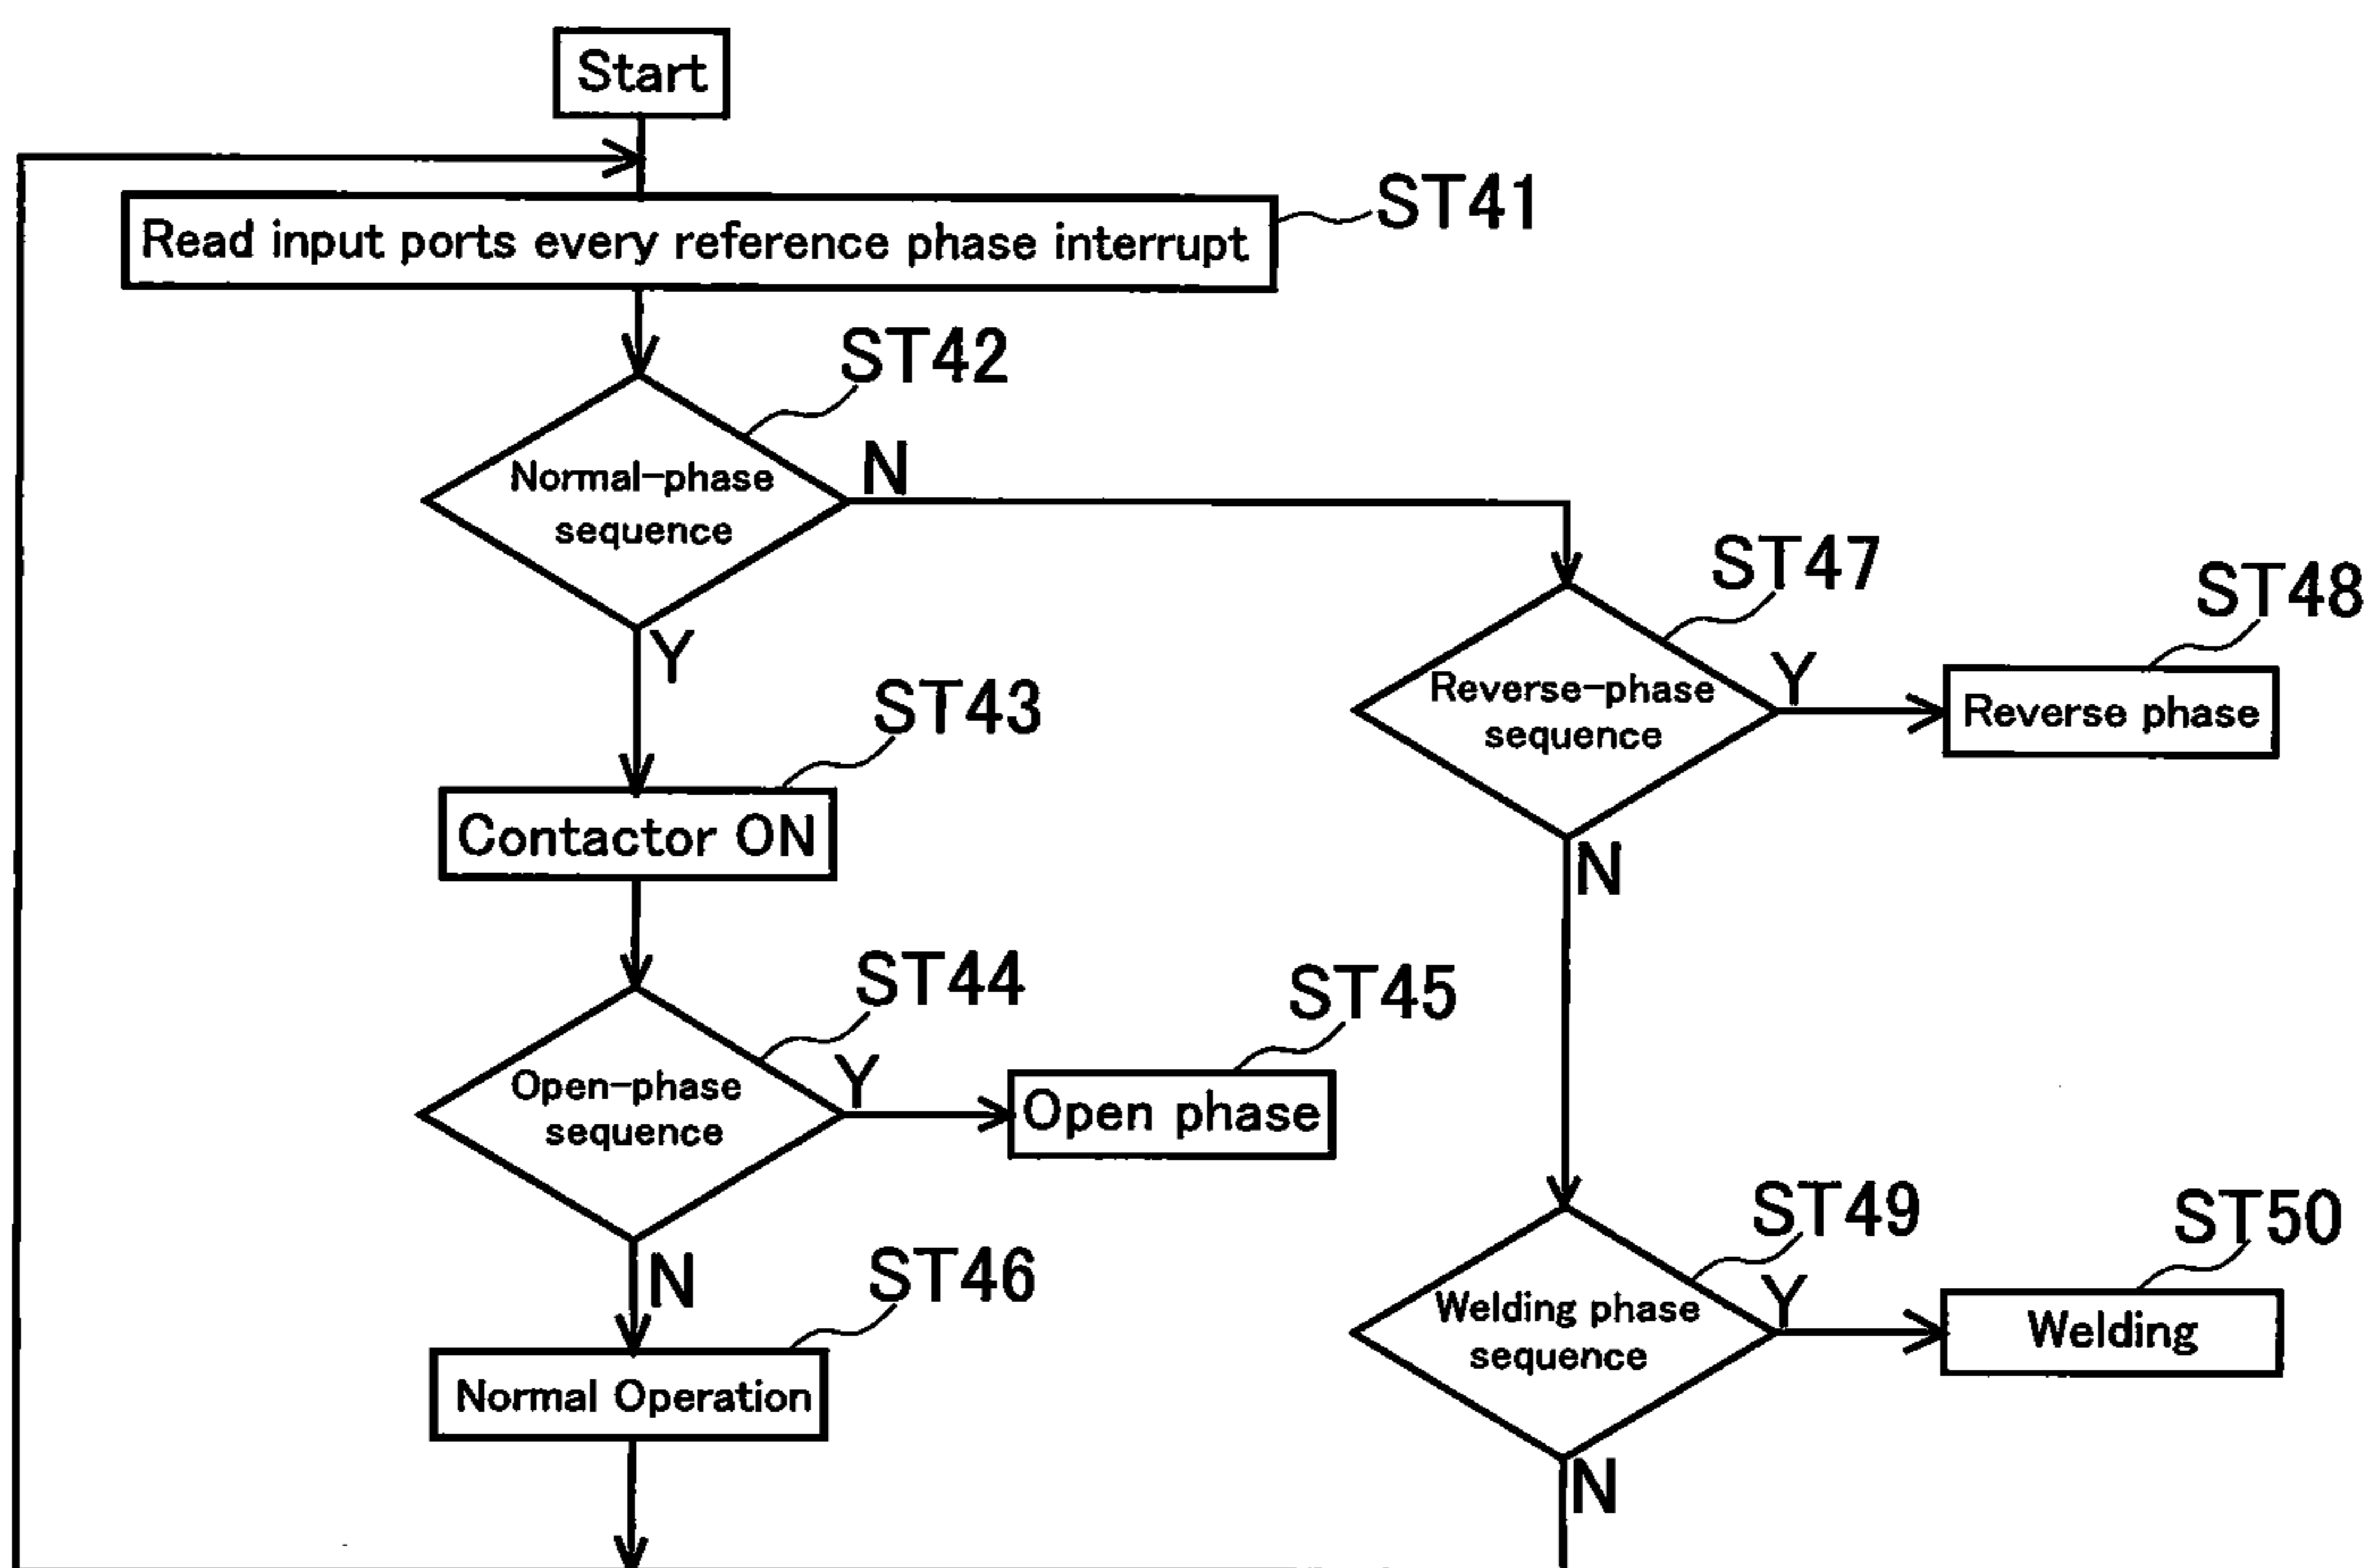 Start
ST41
Read input ports every reference phase interrupt
ST42
Normal-phase
sequence
N
Y
ST47
Reverse-phase
sequence
Y
N
ST48
Reverse phase
ST43
Contactor ON
ST44
Open-phase
sequence
Y
N
ST45
Open phase
ST46
Normal Operation
ST49
Welding phase
sequence
Y
N
ST50
Welding